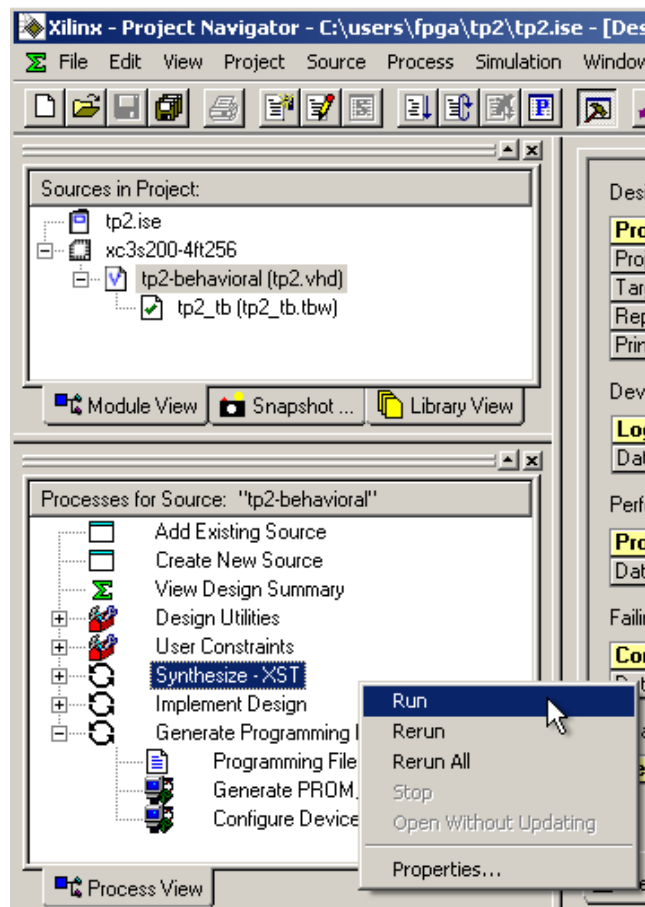 Xilinx - Project Navigator - C:\users\fpga\tp2\tp2.ise - [Des
File Edit View Project Source Process Simulation Window
P
Sources in Project:
tp2.ise
xc3s200-4ft256
V tp2-behavioral (tp2.vhd)
tp2_tb (tp2_tb.tbw)
Module View Snapshot ... Library View
Desi
Pro
Pro
Tar
Rep
Prin
Dev
Log
Dat
Perf
Pro
Dat
Failin
Con
Processes for Source: "tp2-behavioral"
Add Existing Source
Create New Source
Σ View Design Summary
Design Utilities
User Constraints
Synthesize - XST
Implement Design
Generate Programming
Programming File
Generate PROM,
Configure Device
Run
Rerun
Rerun All
Stop
Open Without Updating
Properties...
Process View